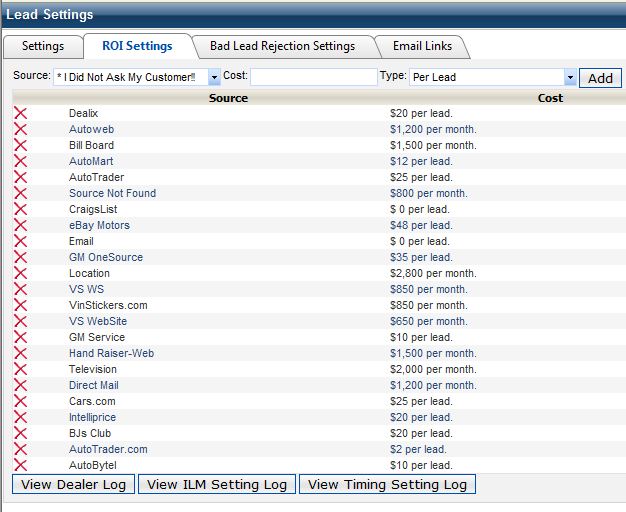 Lead Settings
Settings ROI Settings Bad Lead Rejection Settings Email Links
Source: * I Did Not Ask My Customer!! Cost: Type: Per Lead Add
Source Cost
Dealix $20 per lead.
Autoweb $1,200 per month.
Bill Board $1,500 per month.
AutoMart $12 per lead.
AutoTrader $25 per lead.
Source Not Found $800 per month.
CraigsList $ 0 per lead.
eBay Motors $48 per lead.
Email $ 0 per lead.
GM OneSource $35 per lead.
Location $2,800 per month.
VS WS $850 per month.
VinStickers.com $850 per month.
VS WebSite $650 per month.
GM Service $10 per lead.
Hand Raiser-Web $1,500 per month.
Television $2,000 per month.
Direct Mail $1,200 per month.
Cars.com $25 per lead.
Intelliprice $20 per lead.
BJs Club $20 per lead.
AutoTrader.com $2 per lead.
AutoBytel $10 per lead.
View Dealer Log View ILM Setting Log View Timing Setting Log